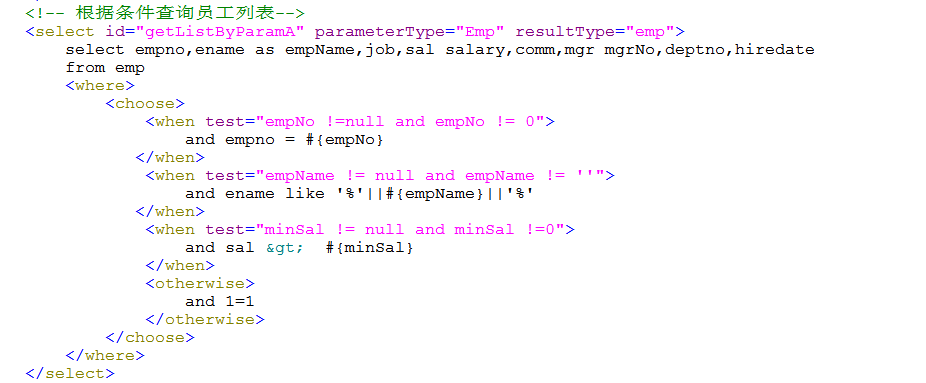 <!-- 根据条件查询员工列表-->
<select id="getListByParamA" parameterType="Emp" resultType="emp">
    select empno,ename as empName,job,sal salary,comm,mgr mgrNo,deptno,hiredate
    from emp
    <where>
        <choose>
            <when test="empNo !=null and empNo != 0">
                and empno = #{empNo}
           </when>
            <when test="empName != null and empName != ''">
                and ename like '%'||#{empName}||'%'
           </when>
            <when test="minSal != null and minSal !=0">
                and sal &gt;  #{minSal}
            </when>
            <otherwise>
                and 1=1
            </otherwise>
        </choose>
    </where>
</select>